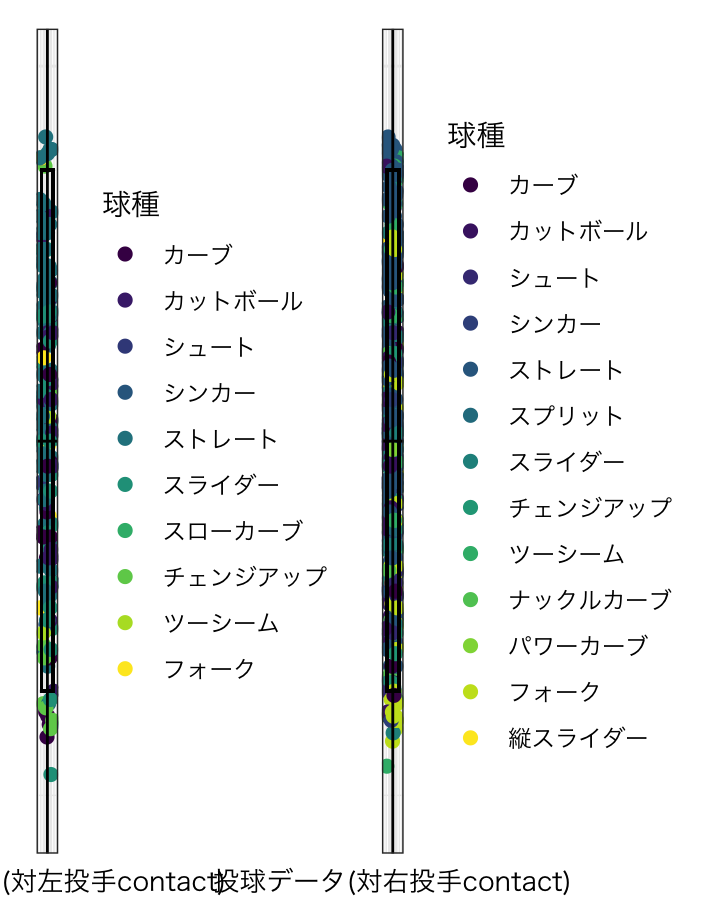 球種
カーブ
カットボール
シュート
シンカー
ストレート
スライダー
スローカーブ
チェンジアップ
ツーシーム
フォーク
球種
カーブ
カットボール
シュート
シンカー
ストレート
スプリット
スライダー
チェンジアップ
ツーシーム
ナックルカーブ
パワーカーブ
フォーク
縦スライダー
(対左投手contact)
投球データ(対右投手contact)